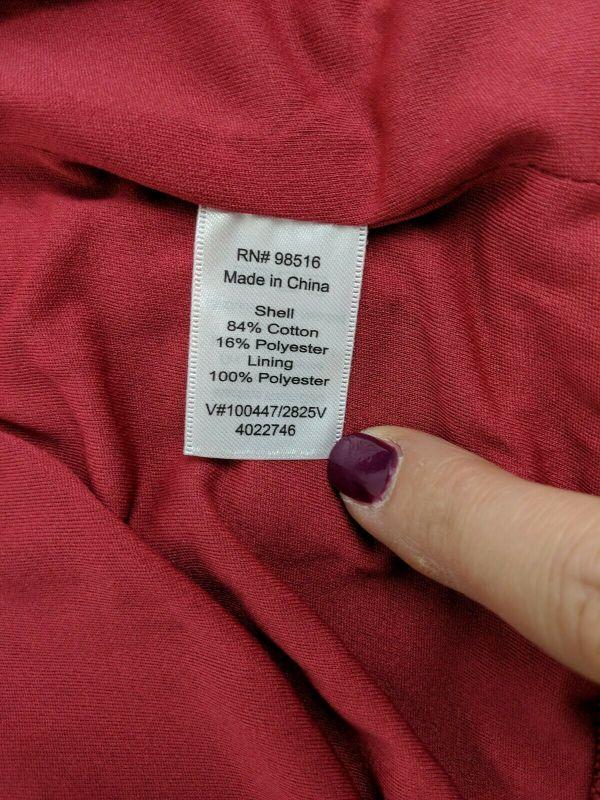 RN# 98516
Made in China
Shell
84% Cotton
16% Polyester
Lining
100% Polyester
V#100447/2825V
4022746